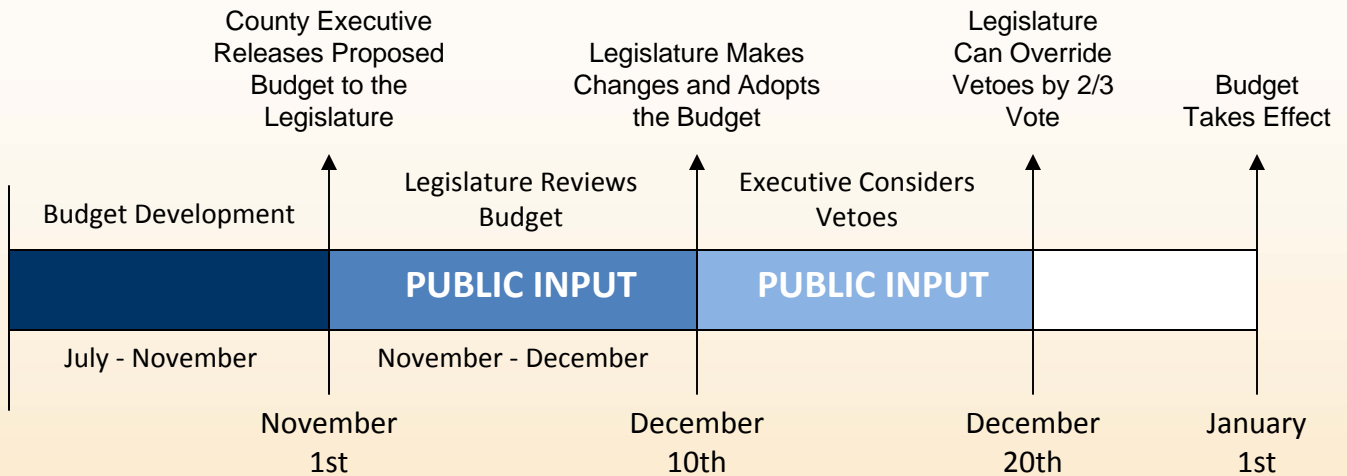 County Executive
Releases Proposed
Budget to the
Legislature
Legislature Makes
Changes and Adopts
the Budget
Legislature
Can Override
Vetoes by 2/3
Vote
Budget
Takes Effect
Budget Development
Legislature Reviews
Budget
Executive Considers
Vetoes
PUBLIC INPUT
PUBLIC INPUT
July - November
November - December
November
1st
December
10th
December
20th
January
1st